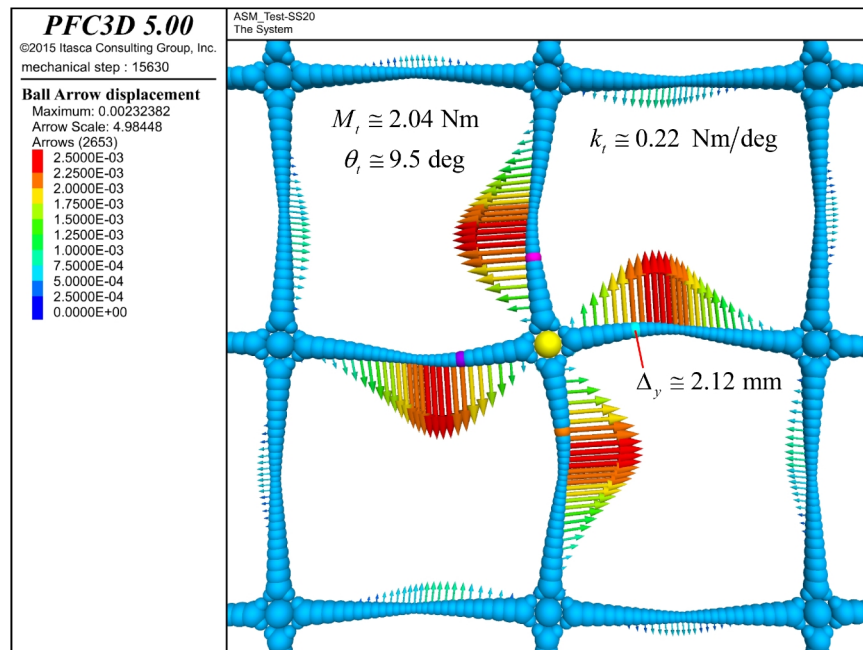 PFC3D 5.00
©2015 Itasca Consulting Group, Inc.
mechanical step : 15630
Ball Arrow displacement
Maximum: 0.00232382
Arrow Scale: 4.98448
Arrows (2653)
2.5000E-03
2.2500E-03
2.0000E-03
1.7500E-03
1.5000E-03
1.2500E-03
1.0000E-03
7.5000E-04
5.0000E-04
2.5000E-04
0.0000E+00
ASM_Test-SS20
The System
Mₜ ≅ 2.04 Nm
θₜ ≅ 9.5 deg
kₜ ≅ 0.22 Nm/deg
Δ_y ≅ 2.12 mm